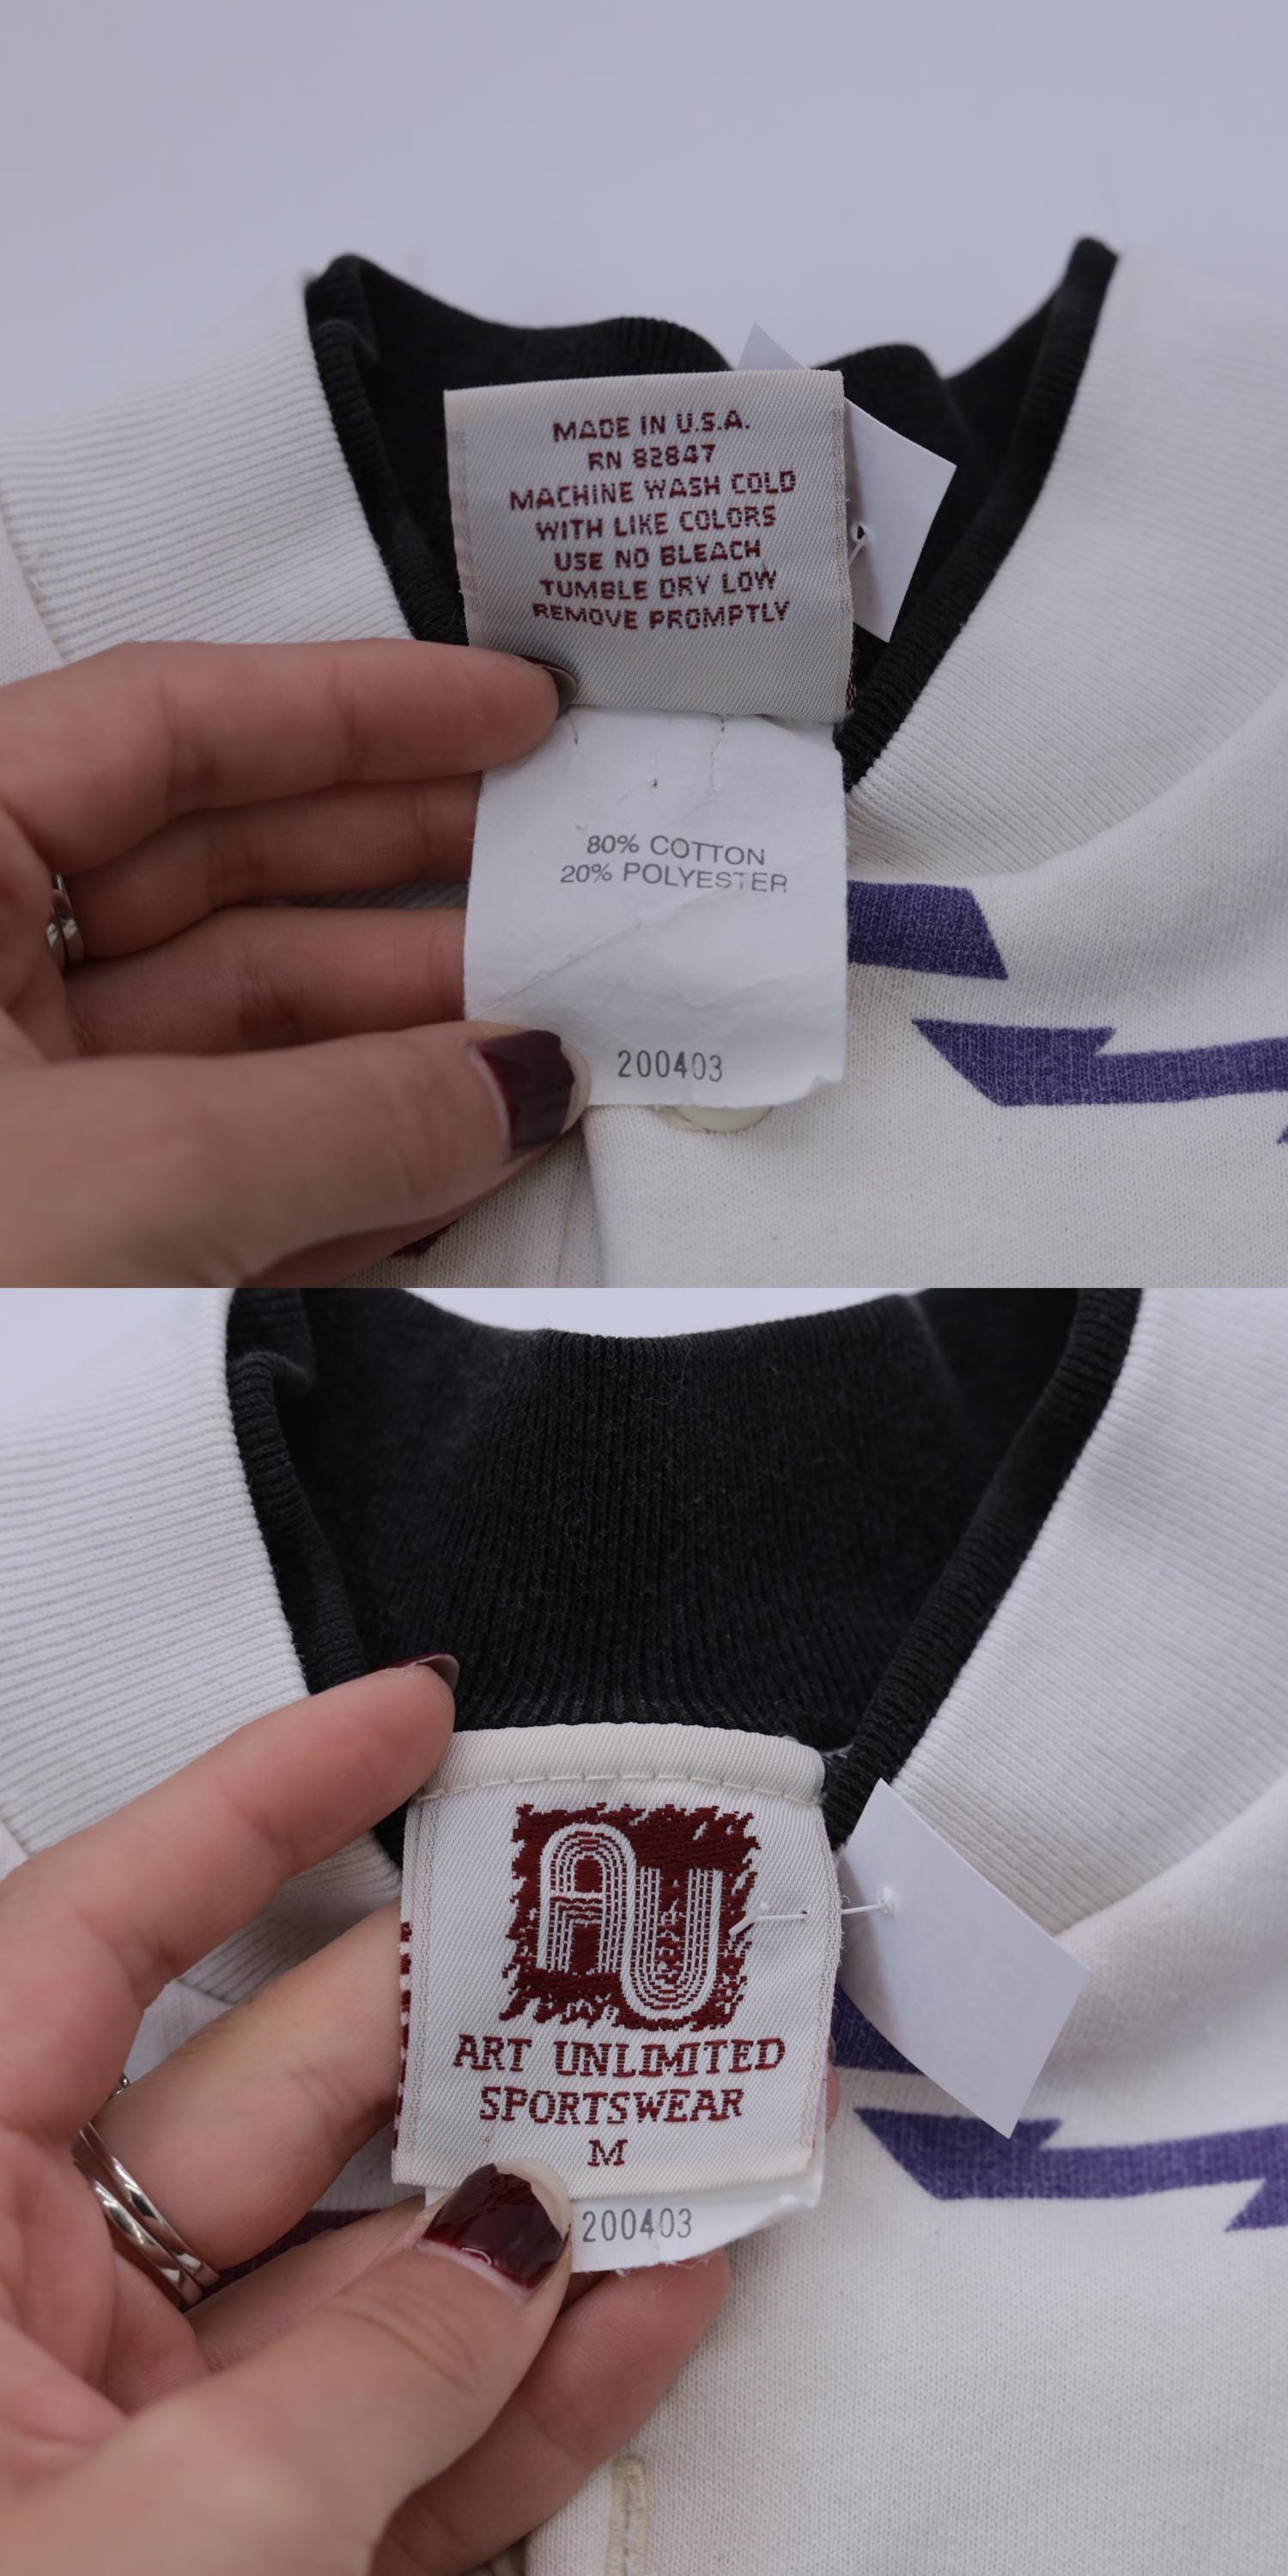 MADE IN U.S.A.
RN 82847
MACHINE WASH COLD
WITH LIKE COLORS
USE NO BLEACH
TUMBLE DRY LOW
REMOVE PROMPTLY
80% COTTON
20% POLYESTER
200403
AU
ART UNLIMITED
SPORTSWEAR
M
200403